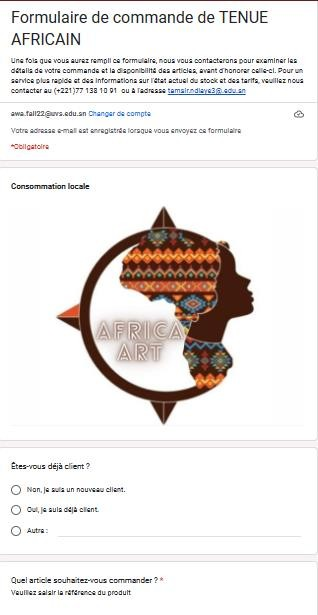 Formulaire de commande de TENUE
AFRICAIN
Une fois que vous aurez rempli ce formulaire, nous vous contacterons pour examiner les
détails de votre commande et la disponibilité des articles, avant d'honorer celle-ci. Pour un
service plus rapide et des informations sur l'état actuel du stock et des tarifs, veuillez nous
contacter au (+221)77 138 10 91 ou à l'adresse tamsir.ndiaye3@.edu.sn
awa.fall22@uvs.edu.sn Changer de compte
Votre adresse e-mail est enregistrée lorsque vous envoyez ce formulaire
*Obligatoire
Consommation locale
AFRICA
ART
Êtes-vous déjà client ?
Non, je suis un nouveau client.
Oui, je suis déjà client.
Autre :
Quel article souhaitez-vous commander ? *
Veuillez saisir la référence du produit